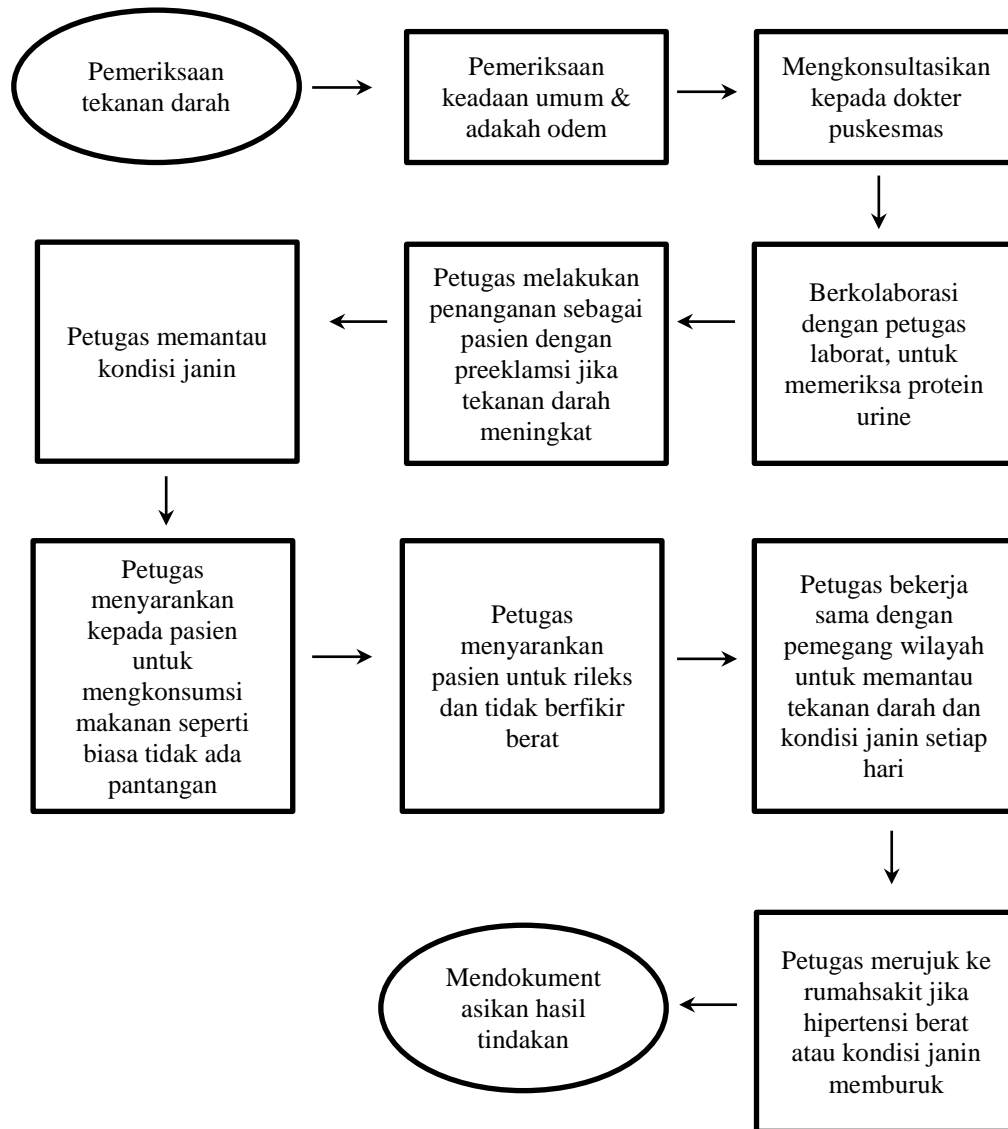 Pemeriksaan
tekanan darah
Pemeriksaan
keadaan umum &
adakah odem
Mengkonsultasikan
kepada dokter
puskesmas
Berkolaborasi
dengan petugas
laborat, untuk
memeriksa protein
urine
Petugas melakukan
penanganan sebagai
pasien dengan
preeklamsi jika
tekanan darah
meningkat
Petugas memantau
kondisi janin
Petugas
menyarankan
kepada pasien
untuk
mengkonsumsi
makanan seperti
biasa tidak ada
pantangan
Petugas
menyarankan
pasien untuk rileks
dan tidak berfikir
berat
Petugas bekerja
sama dengan
pemegang wilayah
untuk memantau
tekanan darah dan
kondisi janin setiap
hari
Petugas merujuk ke
rumahsakit jika
hipertensi berat
atau kondisi janin
memburuk
Mendokument
asikan hasil
tindakan